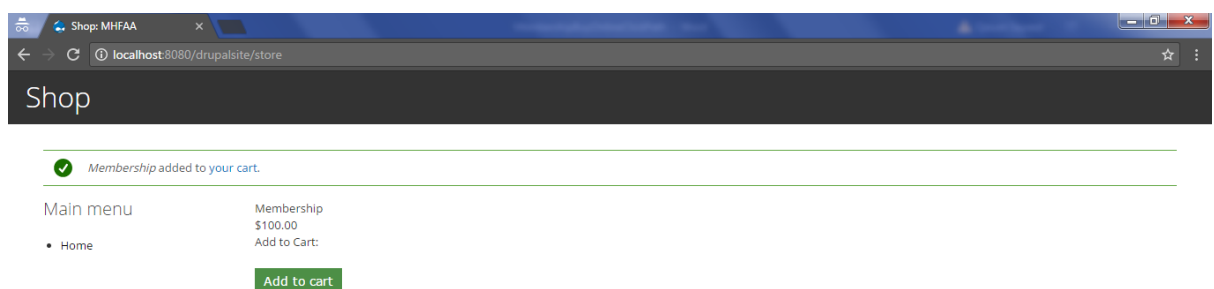 Shop: MHFAA
localhost:8080/drupalsite/store
Shop
Membership added to your cart.
Main menu
Home
Membership
$100.00
Add to Cart:
Add to cart